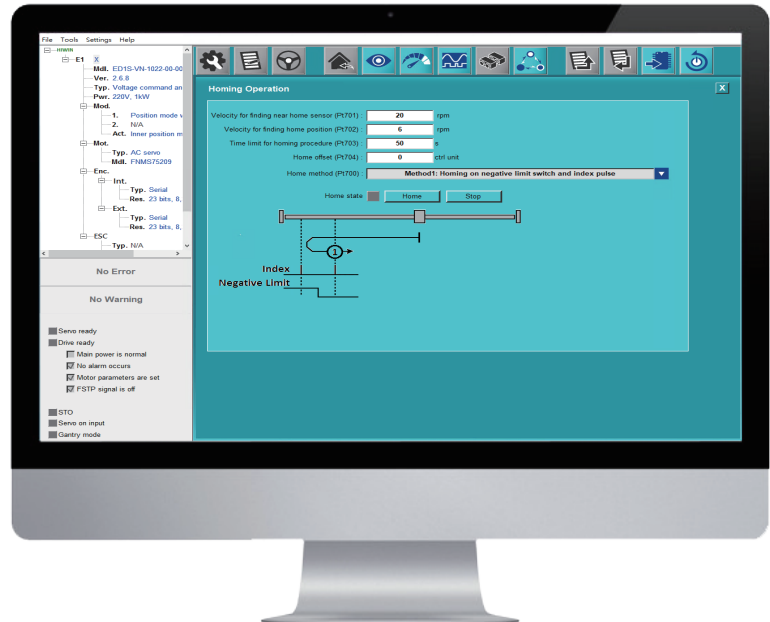 File Tools Settings Help
E1 X
Mdl. ED1S-VN-1022-00-00
Ver. 2.6.8
Typ. Voltage command an
Pwr. 220V, 1kW
Mod.
1. Position mode v
2. N/A
Act. Inner position m
Mot.
Typ. AC servo
Mdl. FNMS75209
Enc.
Int.
Typ. Serial
Res. 23 bits, 8,
Ext.
Typ. Serial
Res. 23 bits, 8,
ESC
Typ. N/A
No Error
No Warning
Servo ready
Drive ready
Main power is normal
No alarm occurs
Motor parameters are set
FSTP signal is off
STO
Servo on input
Gantry mode
Homing Operation X
Velocity for finding near home sensor (Pt701) : 20 rpm
Velocity for finding home position (Pt702) : 6 rpm
Time limit for homing procedure (Pt703) : 50 s
Home offset (Pt704) : 0 ctrl unit
Home method (Pt700) : Method1: Homing on negative limit switch and index pulse
Home state Home Stop
1
Index
Negative Limit